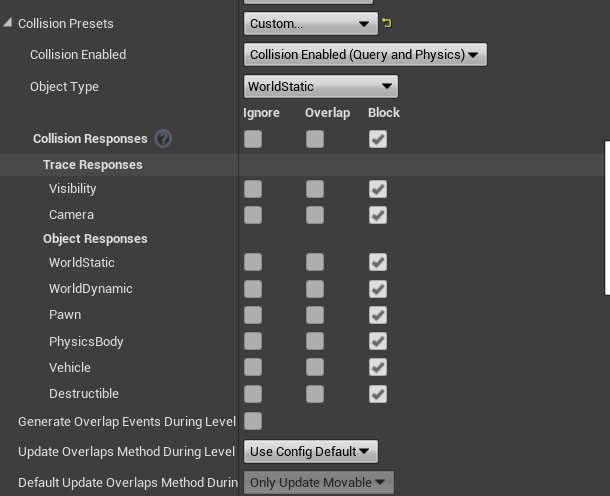 Collision Presets Custom...
Collision Enabled Collision Enabled (Query and Physics)
Object Type WorldStatic
Ignore Overlap Block
Collision Responses ?
Trace Responses
Visibility
Camera
Object Responses
WorldStatic
WorldDynamic
Pawn
PhysicsBody
Vehicle
Destructible
Generate Overlap Events During Level
Update Overlaps Method During Level Use Config Default
Default Update Overlaps Method Durin Only Update Movable